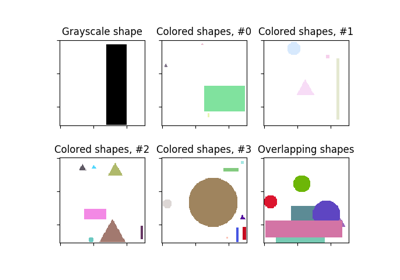 Grayscale shape
Colored shapes, #0
Colored shapes, #1
Colored shapes, #2
Colored shapes, #3
Overlapping shapes